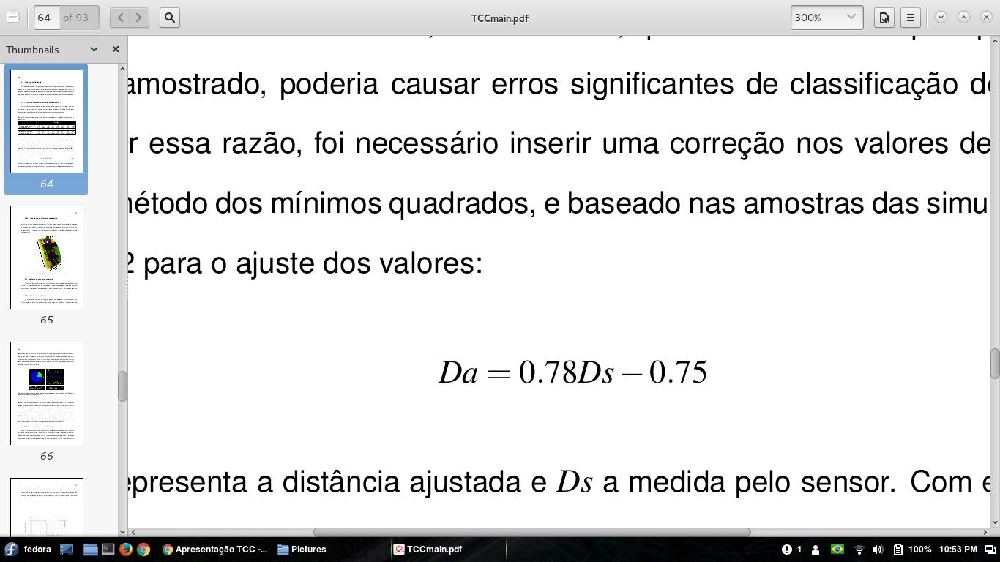 64 of 93
TCCmain.pdf
300%
Thumbnails
64
65
66
amostrado, poderia causar erros significantes de classificação
r essa razão, foi necessário inserir uma correção nos valores de
método dos mínimos quadrados, e baseado nas amostras das simu
2 para o ajuste dos valores:
Da = 0.78Ds − 0.75
epresenta a distância ajustada e Ds a medida pelo sensor. Com e
fedora
Apresentação TCC -...
Pictures
TCCmain.pdf
1
100%
10:53 PM